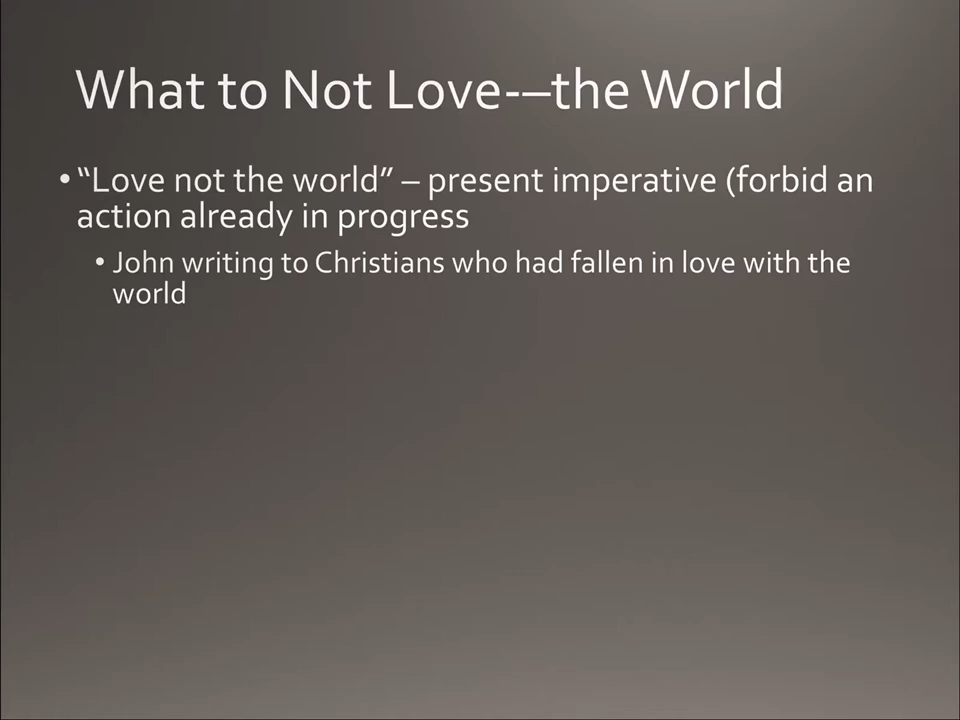 What to Not Love-–the World
• “Love not the world” – present imperative (forbid an
action already in progress
• John writing to Christians who had fallen in love with the
world